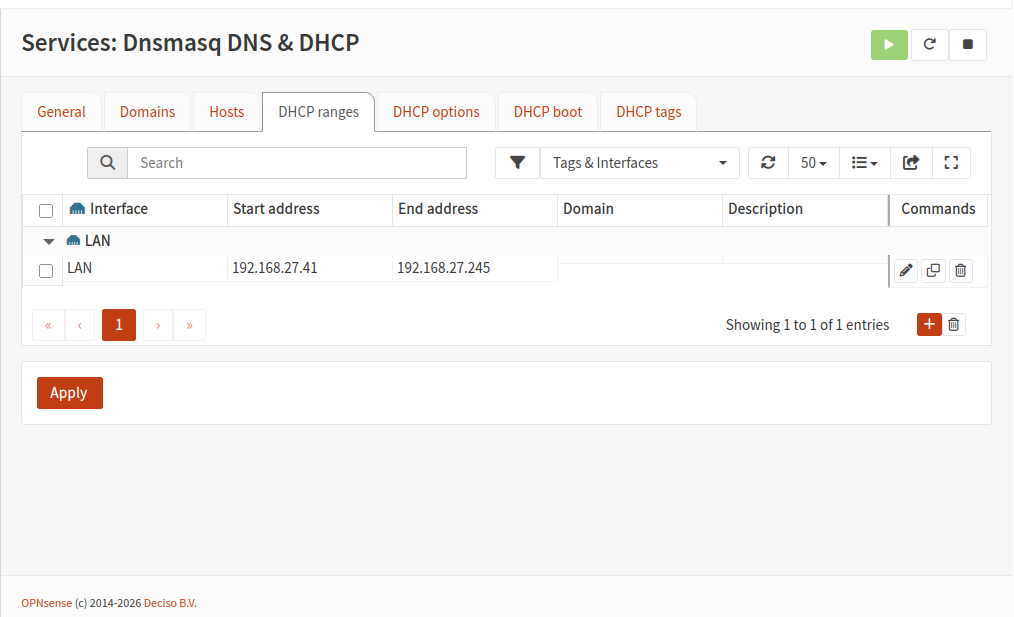 Services: Dnsmasq DNS & DHCP
General Domains Hosts DHCP ranges DHCP options DHCP boot DHCP tags
Search Tags & Interfaces 50
Interface Start address End address Domain Description Commands
LAN
LAN 192.168.27.41 192.168.27.245
« ‹ 1 › » Showing 1 to 1 of 1 entries
Apply
OPNsense (c) 2014-2026 Deciso B.V.